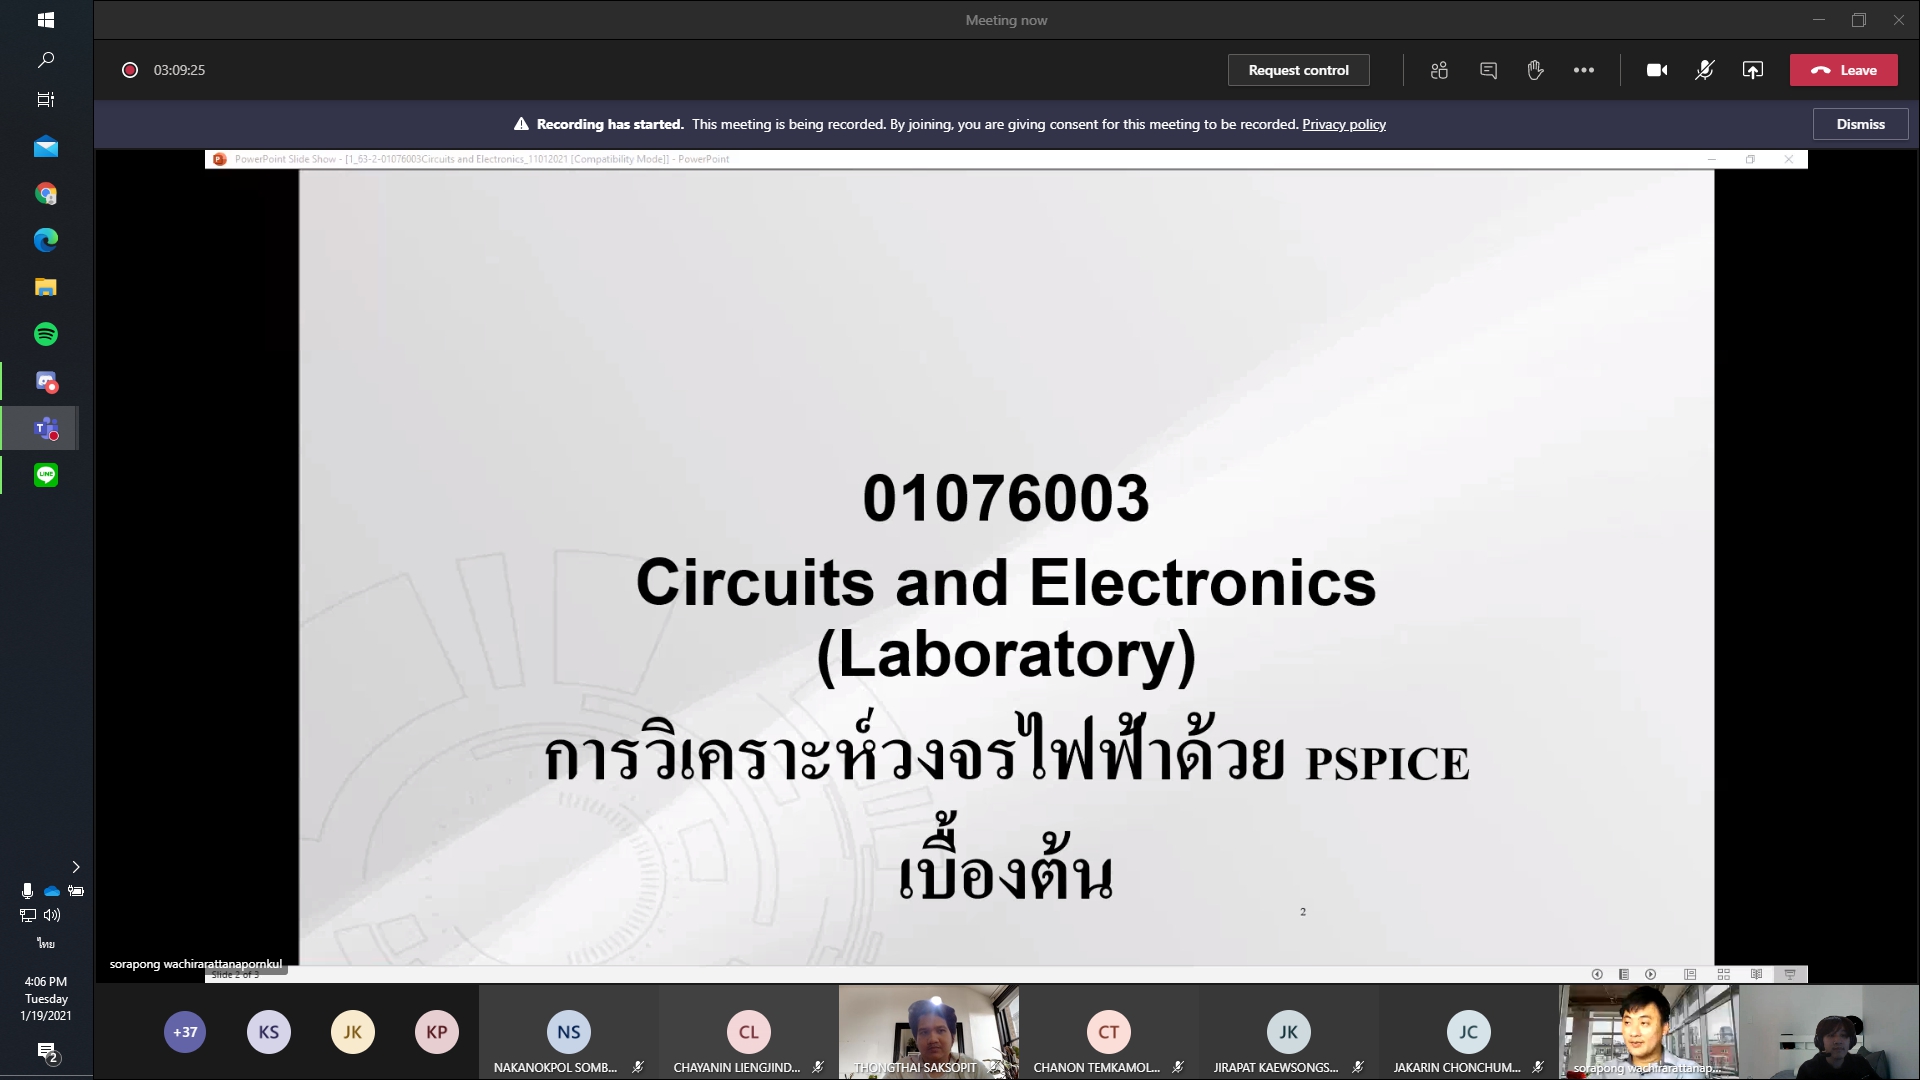 Meeting now
03:09:25
Request control
Leave
Recording has started. This meeting is being recorded. By joining, you are giving consent for this meeting to be recorded. Privacy policy
Dismiss
PowerPoint Slide Show - [1_63-2-01076003Circuits and Electronics_11012021 [Compatibility Mode]] - PowerPoint
01076003
Circuits and Electronics
(Laboratory)
การวิเคราะห์วงจรไฟฟ้าด้วย PSPICE
เบื้องต้น
2
sorapong wachirarattanapornkul
Slide 2 of 3
ไทย
4:06 PM
Tuesday
1/19/2021
2
+37
KS
JK
KP
NS
NAKANOKPOL SOMB...
CL
CHAYANIN LIENGJIND...
THONGTHAI SAKSOPIT
CT
CHANON TEMKAMOL...
JK
JIRAPAT KAEWSONGS...
JC
JAKARIN CHONCHUM...
sorapong wachirarattanap...
LINE